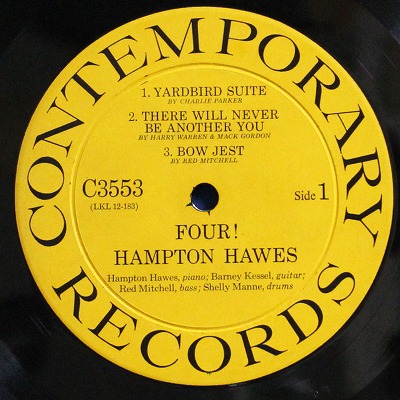 CONTEMPORARY
1. YARDBIRD SUITE
BY CHARLIE PARKER
2. THERE WILL NEVER
BE ANOTHER YOU
BY HARRY WARREN & MACK GORDON
3. BOW JEST
BY RED MITCHELL
C3553
(LKL 12-183)
Side 1
FOUR!
HAMPTON HAWES
Hampton Hawes, piano; Barney Kessel, guitar;
Red Mitchell, bass; Shelly Manne, drums
RECORDS